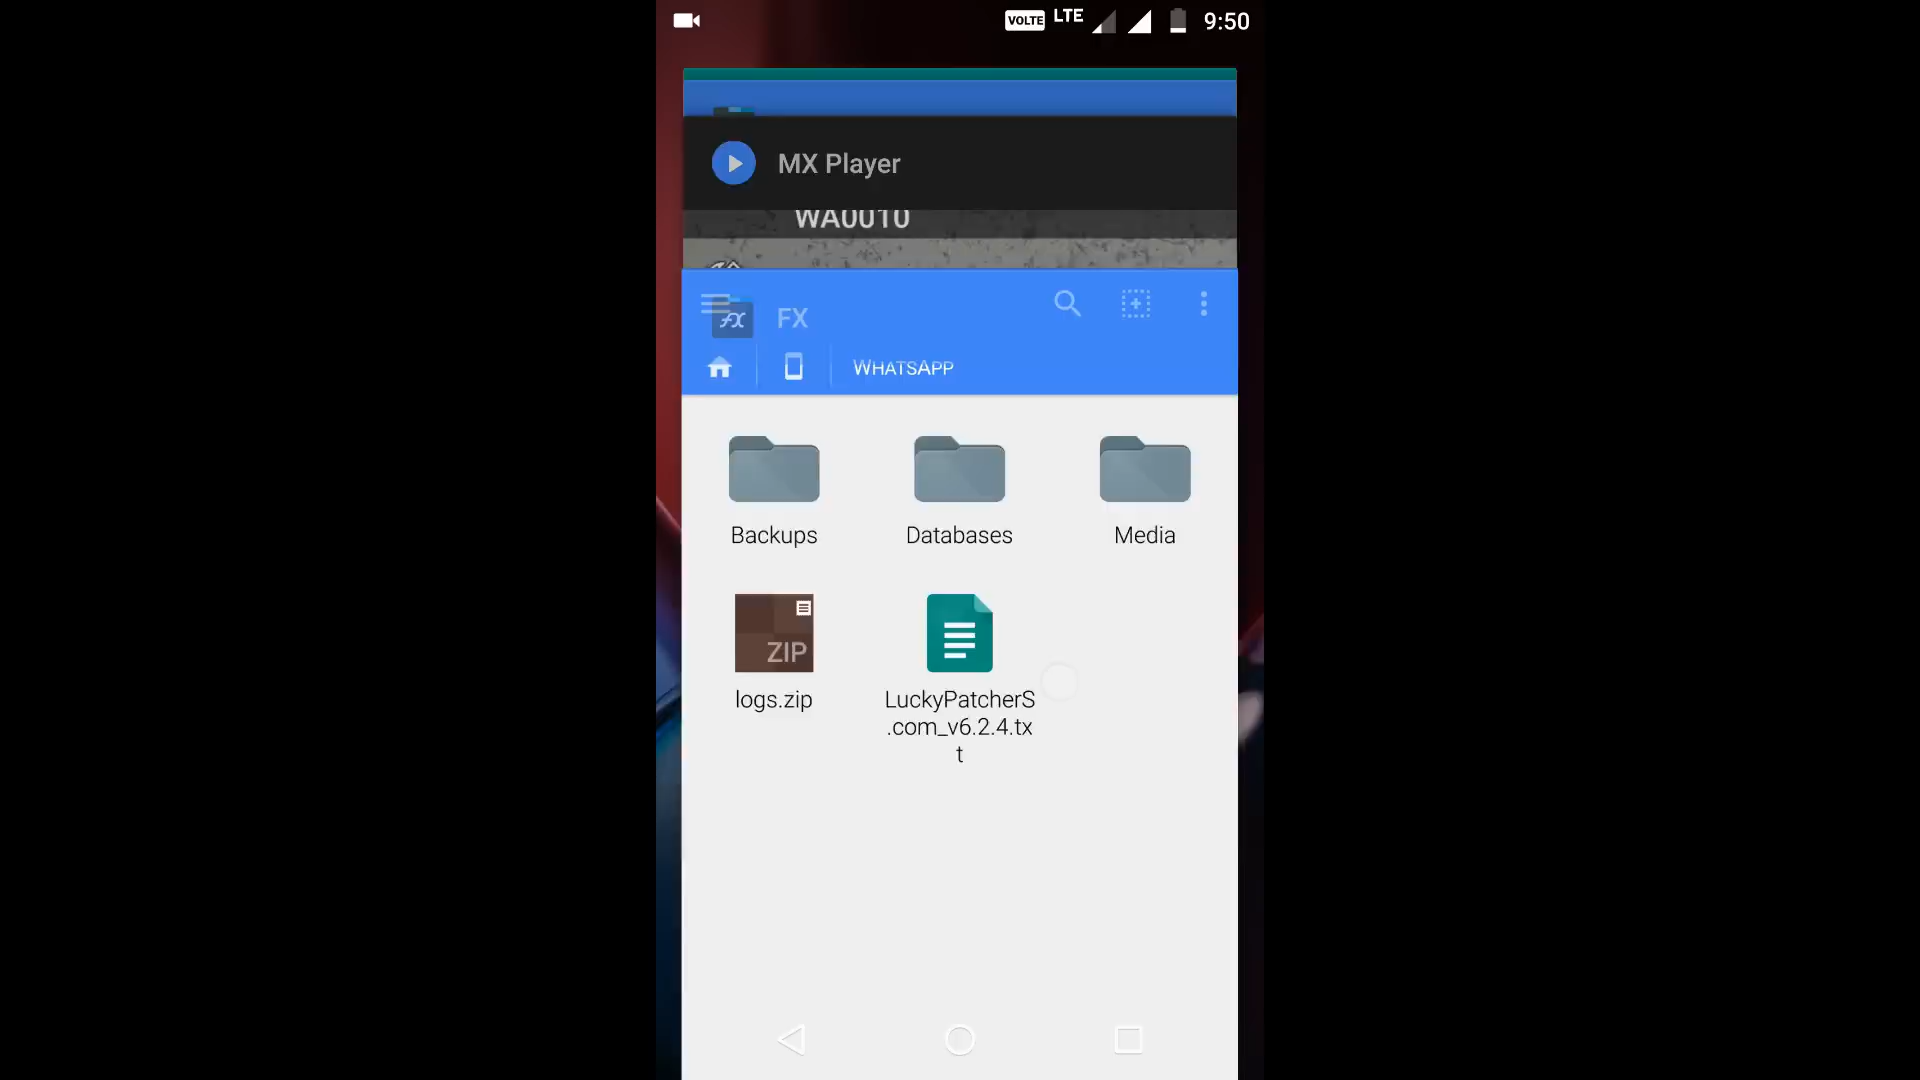 VOLTE LTE 9:50
MX Player
WA0010
FX FX
WHATSAPP
Backups Databases Media
ZIP
logs.zip LuckyPatcherS
.com_v6.2.4.tx
t